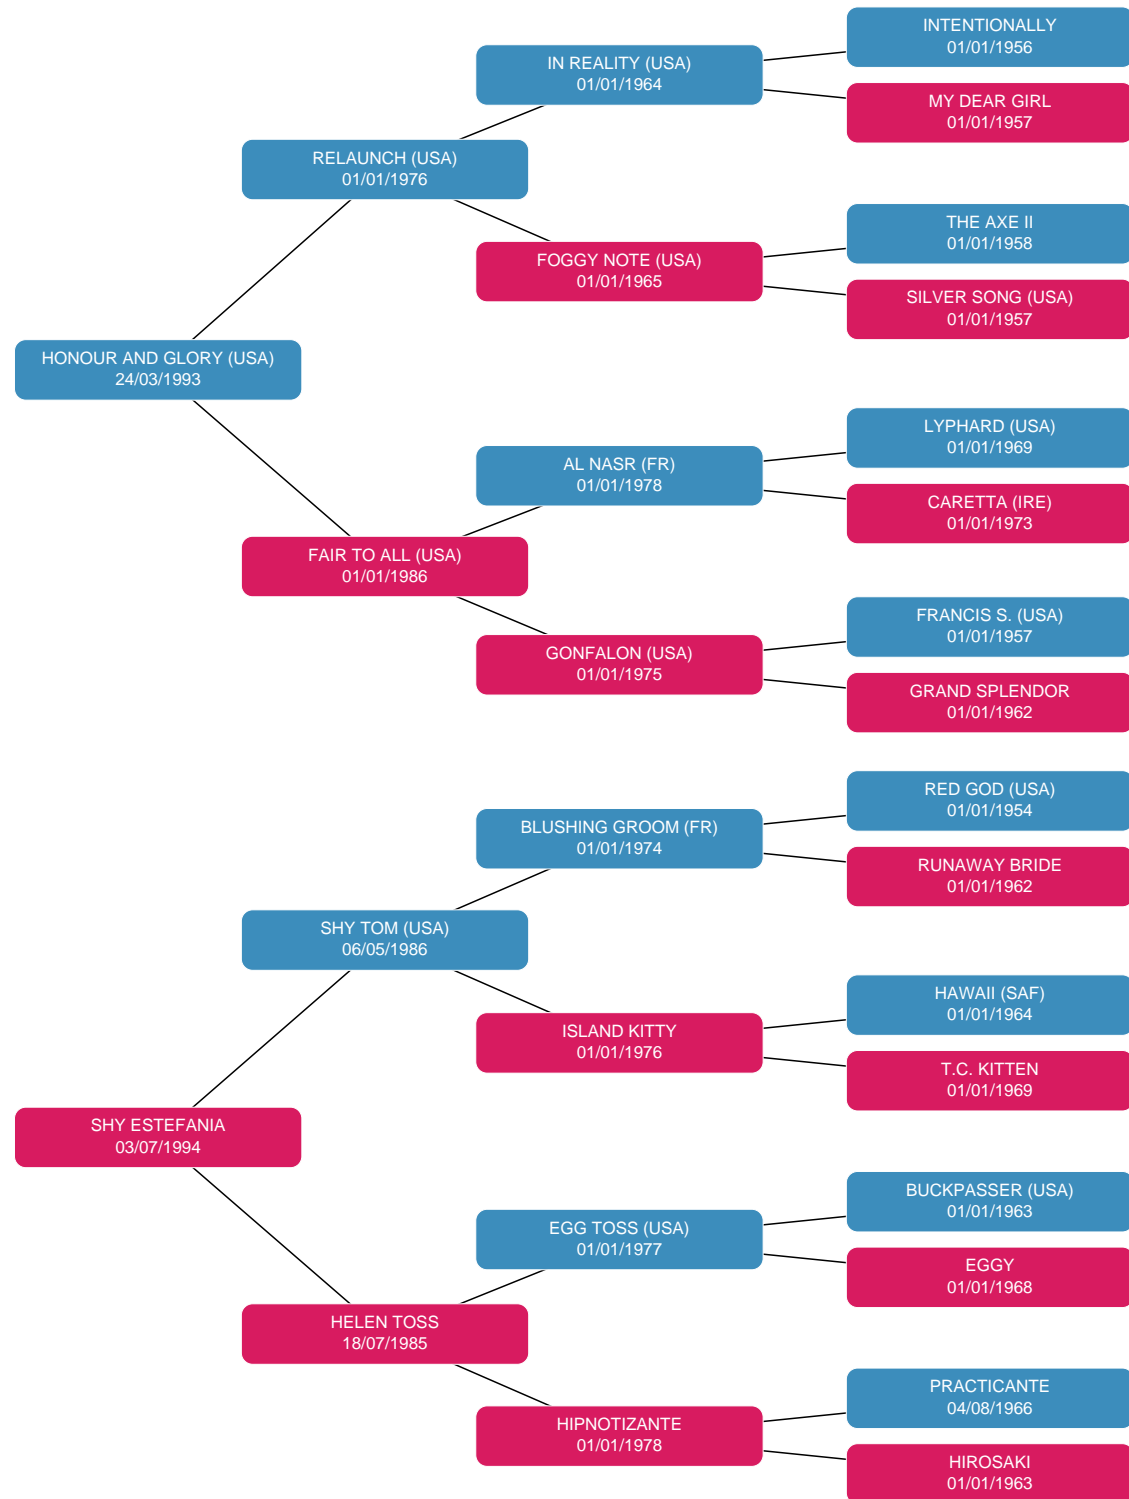 INTENTIONALLY
01/01/1956
IN REALITY (USA)
01/01/1964
MY DEAR GIRL
01/01/1957
RELAUNCH (USA)
01/01/1976
THE AXE II
01/01/1958
FOGGY NOTE (USA)
01/01/1965
SILVER SONG (USA)
01/01/1957
HONOUR AND GLORY (USA)
24/03/1993
LYPHARD (USA)
01/01/1969
AL NASR (FR)
01/01/1978
CARETTA (IRE)
01/01/1973
FAIR TO ALL (USA)
01/01/1986
FRANCIS S. (USA)
01/01/1957
GONFALON (USA)
01/01/1975
GRAND SPLENDOR
01/01/1962
RED GOD (USA)
01/01/1954
BLUSHING GROOM (FR)
01/01/1974
RUNAWAY BRIDE
01/01/1962
SHY TOM (USA)
06/05/1986
HAWAII (SAF)
01/01/1964
ISLAND KITTY
01/01/1976
T.C. KITTEN
01/01/1969
SHY ESTEFANIA
03/07/1994
BUCKPASSER (USA)
01/01/1963
EGG TOSS (USA)
01/01/1977
EGGY
01/01/1968
HELEN TOSS
18/07/1985
PRACTICANTE
04/08/1966
HIPNOTIZANTE
01/01/1978
HIROSAKI
01/01/1963